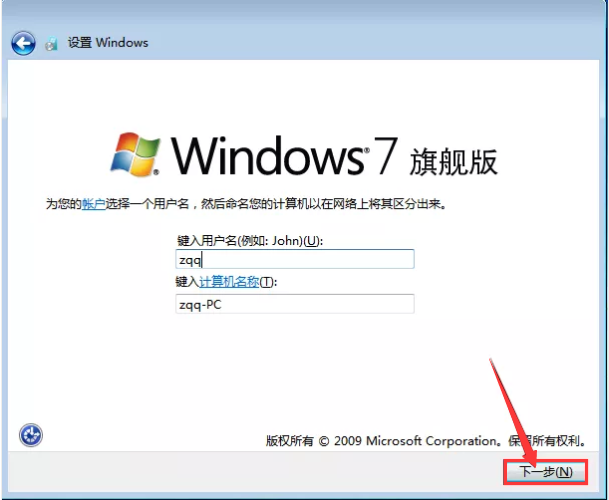 设置 Windows
Windows 7 旗舰版
为您的帐户选择一个用户名，然后命名您的计算机以在网络上将其区分出来。
键入用户名(例如: John)(U):
zqq
键入计算机名称(T):
zqq-PC
版权所有 © 2009 Microsoft Corporation。保留所有权利。
下一步(N)